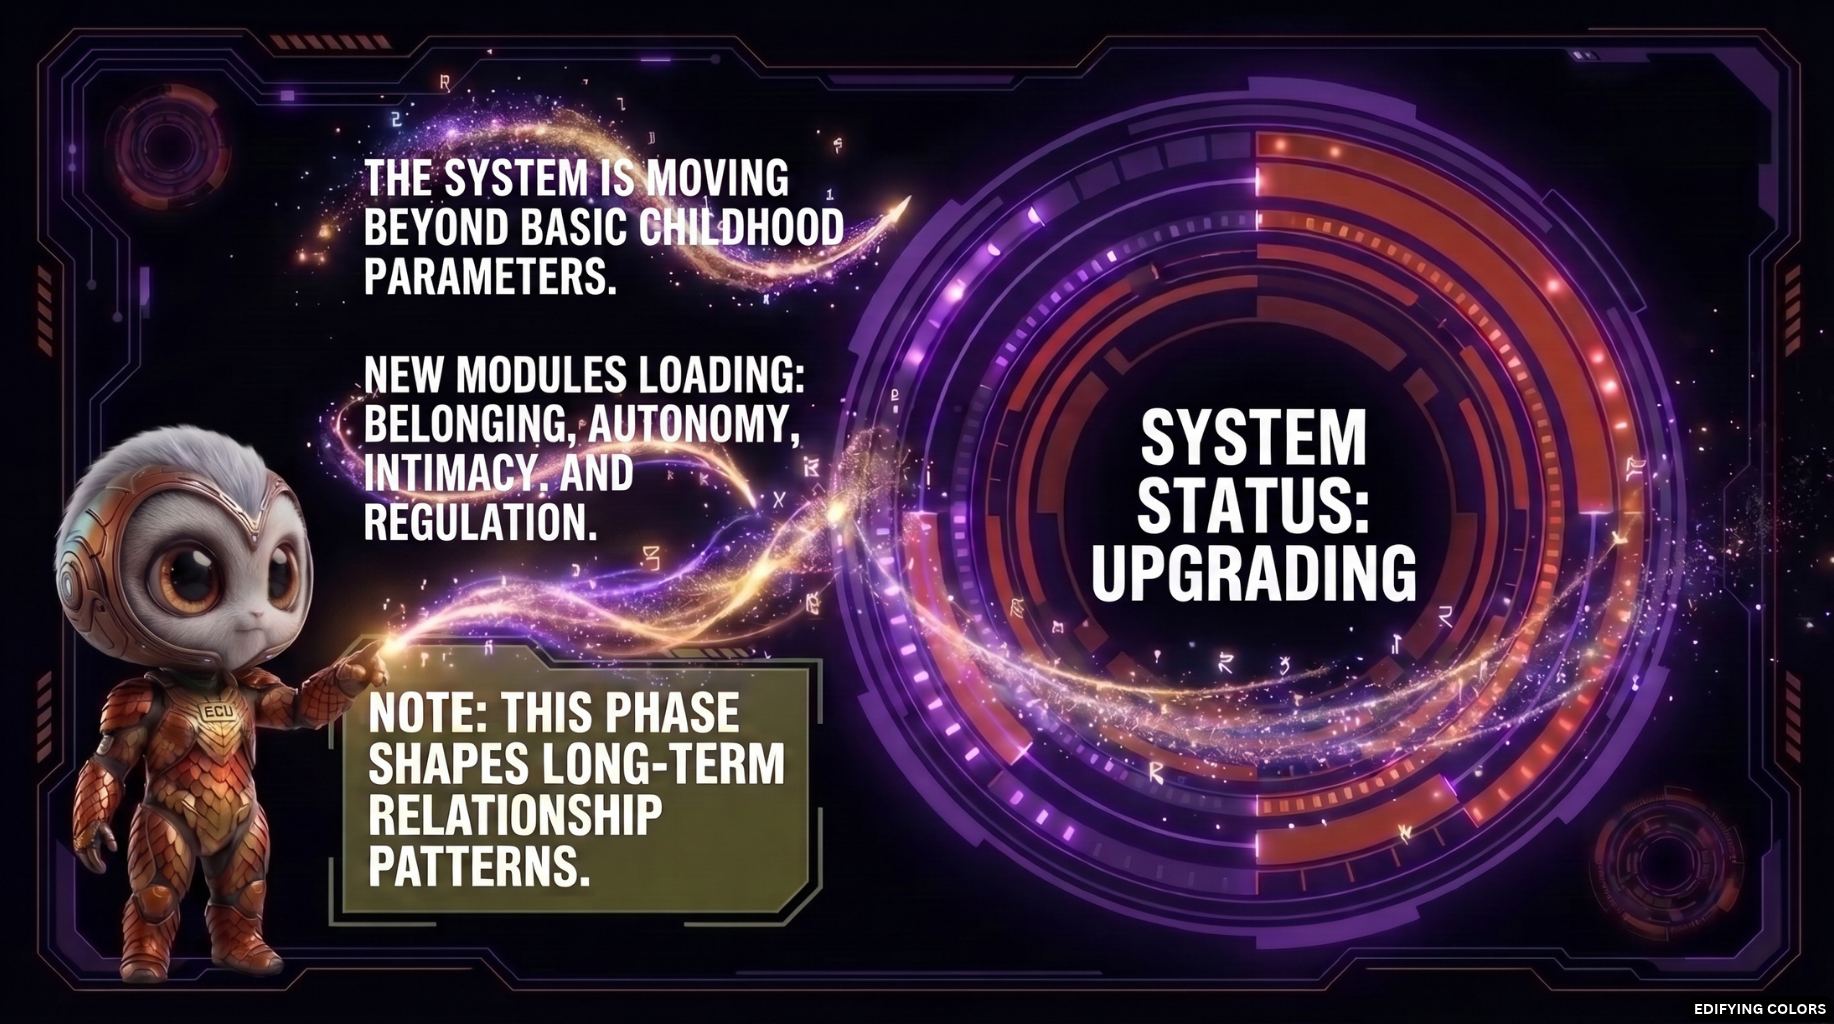 THE SYSTEM IS MOVING
BEYOND BASIC CHILDHOOD
PARAMETERS.
NEW MODULES LOADING:
BELONGING, AUTONOMY,
INTIMACY. AND
REGULATION.
ECU
NOTE: THIS PHASE
SHAPES LONG-TERM
RELATIONSHIP
PATTERNS.
SYSTEM
STATUS:
UPGRADING
EDIFYING COLORS